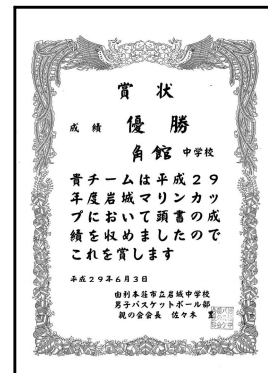 賞状
成績 優勝
角館 中学校
貴チームは平成29
年度岩城マリンカッ
プにおいて頭書の成
績を収めましたので
これを賞します
平成29年6月3日
由利本荘市立岩城中学校
男子バスケットボール部
親の会会長 佐々木